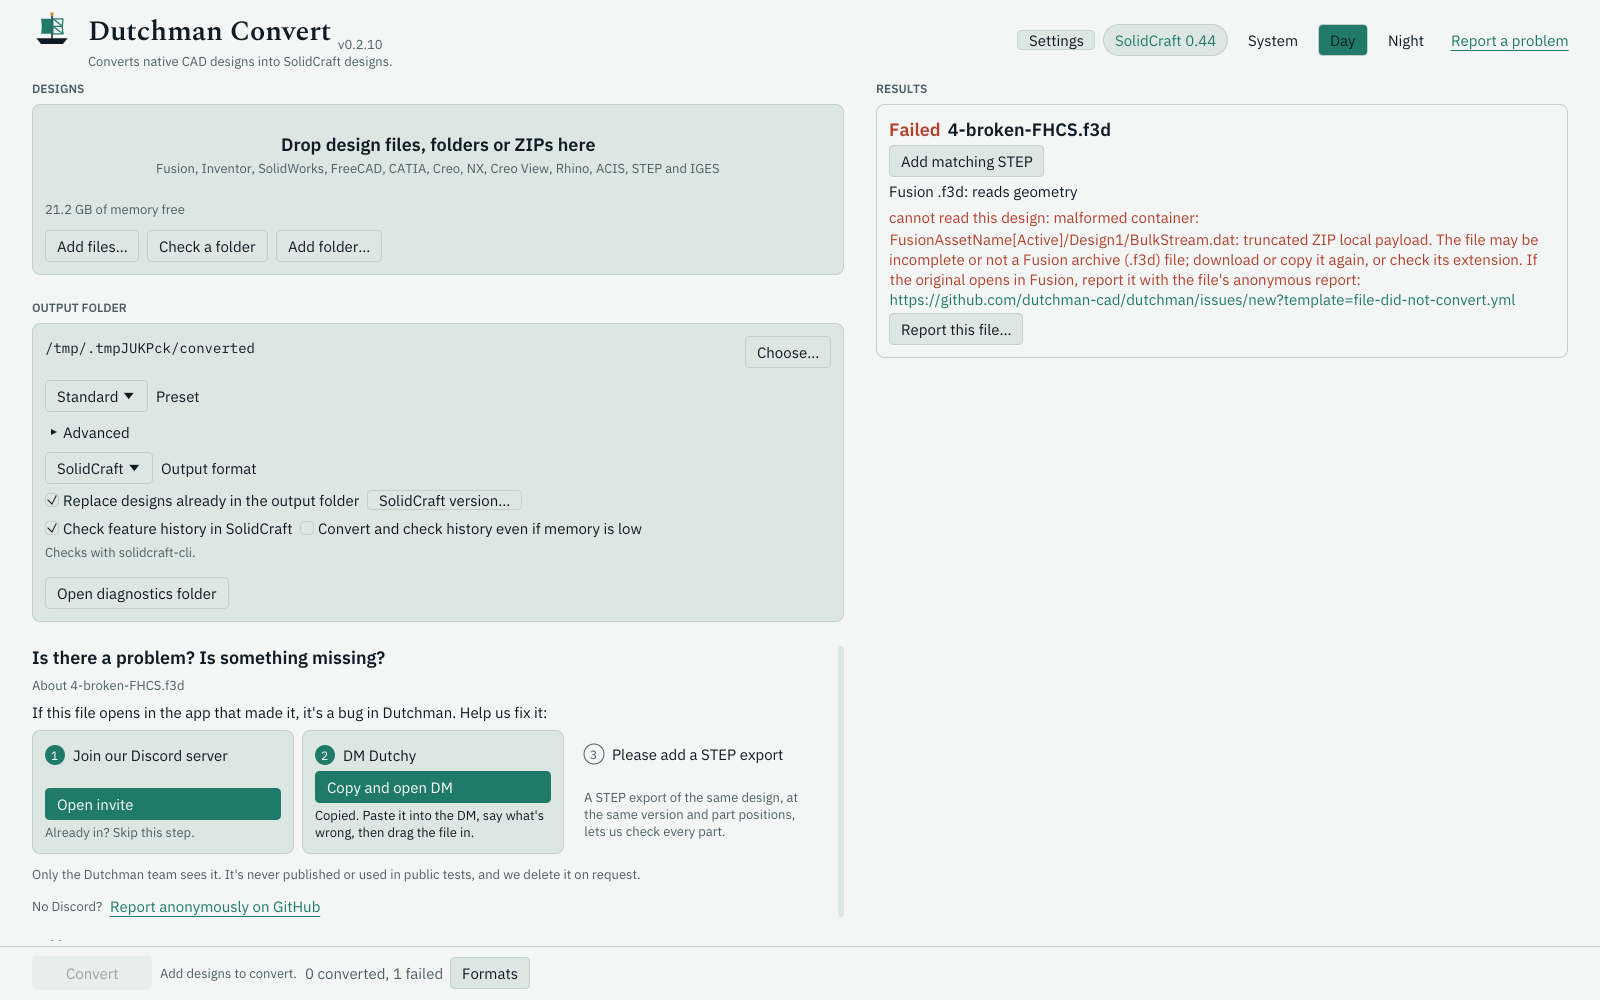 Dutchman Convert v0.2.10
Converts native CAD designs into SolidCraft designs.
Settings SolidCraft 0.44 System Day Night Report a problem
DESIGNS
Drop design files, folders or ZIPs here
Fusion, Inventor, SolidWorks, FreeCAD, CATIA, Creo, NX, Creo View, Rhino, ACIS, STEP and IGES
21.2 GB of memory free
Add files... Check a folder Add folder...
OUTPUT FOLDER
/tmp/.tmpJUKPck/converted
Choose...
Standard Preset
Advanced
SolidCraft Output format
Replace designs already in the output folder SolidCraft version...
Check feature history in SolidCraft Convert and check history even if memory is low
Checks with solidcraft-cli.
Open diagnostics folder
Is there a problem? Is something missing?
About 4-broken-FHCS.f3d
If this file opens in the app that made it, it's a bug in Dutchman. Help us fix it:
1 Join our Discord server
Open invite
Already in? Skip this step.
2 DM Dutchy
Copy and open DM
Copied. Paste it into the DM, say what's
wrong, then drag the file in.
3 Please add a STEP export
A STEP export of the same design, at
the same version and part positions,
lets us check every part.
Only the Dutchman team sees it. It's never published or used in public tests, and we delete it on request.
No Discord? Report anonymously on GitHub
RESULTS
Failed 4-broken-FHCS.f3d
Add matching STEP
Fusion .f3d: reads geometry
cannot read this design: malformed container:
FusionAssetName[Active]/Design1/BulkStream.dat: truncated ZIP local payload. The file may be
incomplete or not a Fusion archive (.f3d) file; download or copy it again, or check its extension. If
the original opens in Fusion, report it with the file's anonymous report:
https://github.com/dutchman-cad/dutchman/issues/new?template=file-did-not-convert.yml
Report this file...
Convert Add designs to convert. 0 converted, 1 failed Formats